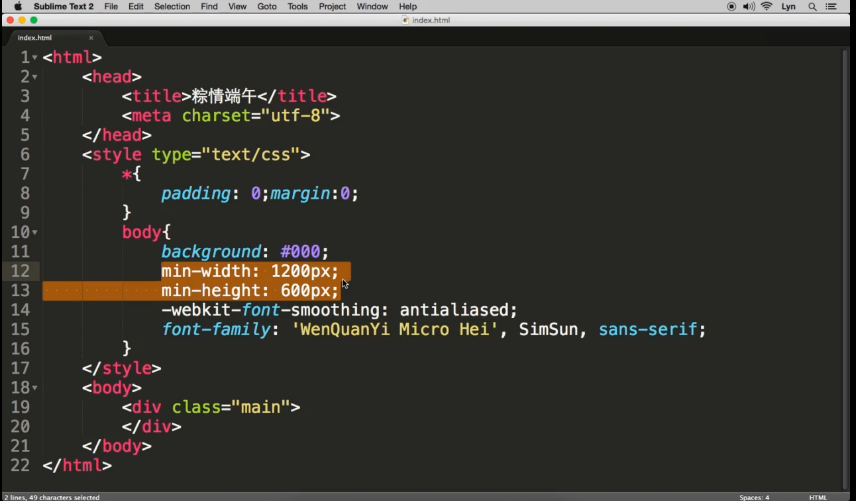 Sublime Text 2 File Edit Selection Find View Goto Tools Project Window Help Lyn
index.html
index.html ×
1 <html>
2 <head>
3 <title>粽情端午</title>
4 <meta charset="utf-8">
5 </head>
6 <style type="text/css">
7 *{
8 padding: 0;margin:0;
9 }
10 body{
11 background: #000;
12 min-width: 1200px;
13 min-height: 600px;
14 -webkit-font-smoothing: antialiased;
15 font-family: 'WenQuanYi Micro Hei', SimSun, sans-serif;
16 }
17 </style>
18 <body>
19 <div class="main">
20 </div>
21 </body>
22 </html>
2 lines, 49 characters selected Spaces: 4 HTML